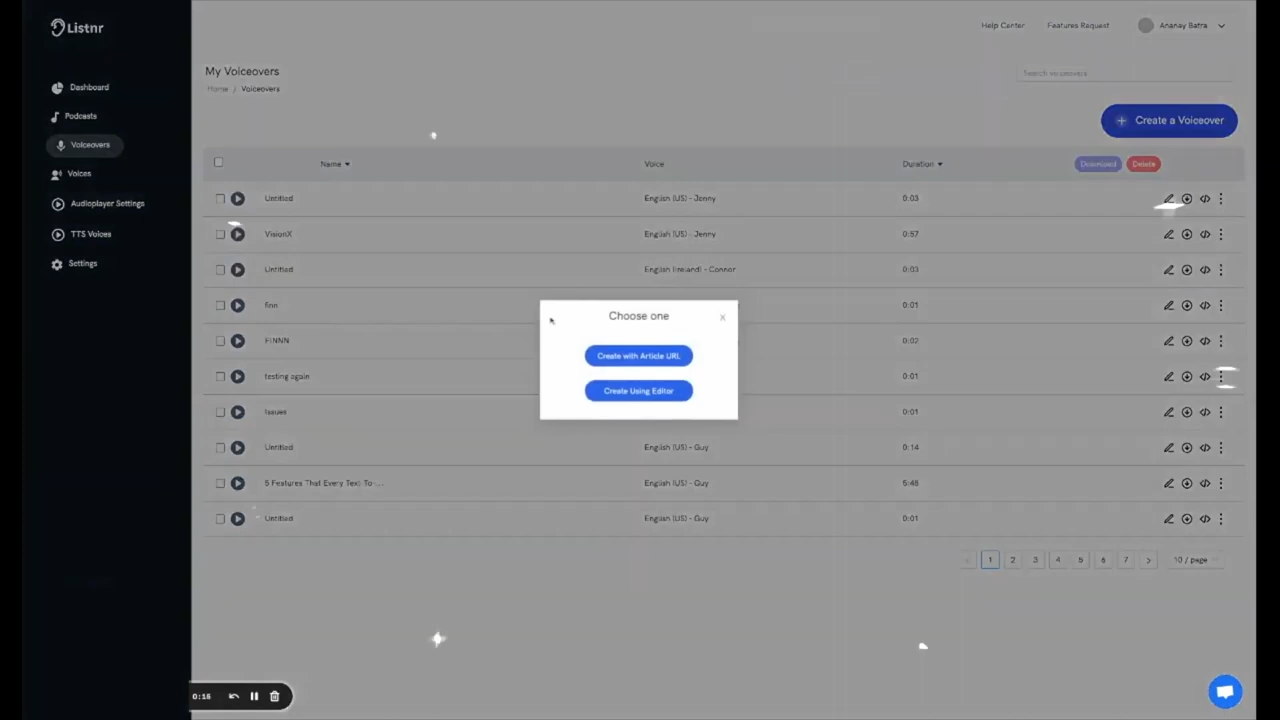 Listnr
Help Center Features Request Ananay Batra
Dashboard
Podcasts
Voiceovers
Voices
Audioplayer Settings
TTS Voices
Settings
My Voiceovers
Home / Voiceovers
Search voiceovers
+ Create a Voiceover
Name Voice Duration Download Delete
Untitled English (US) - Jenny 0:03
VisionX English (US) - Jenny 0:57
Untitled English (Ireland) - Connor 0:03
finn 0:01
FINNN 0:02
testing again 0:01
Issues 0:01
Untitled English (US) - Guy 0:14
5 Features That Every Text-To-... English (US) - Guy 5:48
Untitled English (US) - Guy 0:01
Choose one
Create with Article URL
Create Using Editor
1 2 3 4 5 6 7 > 10 / page
0:15